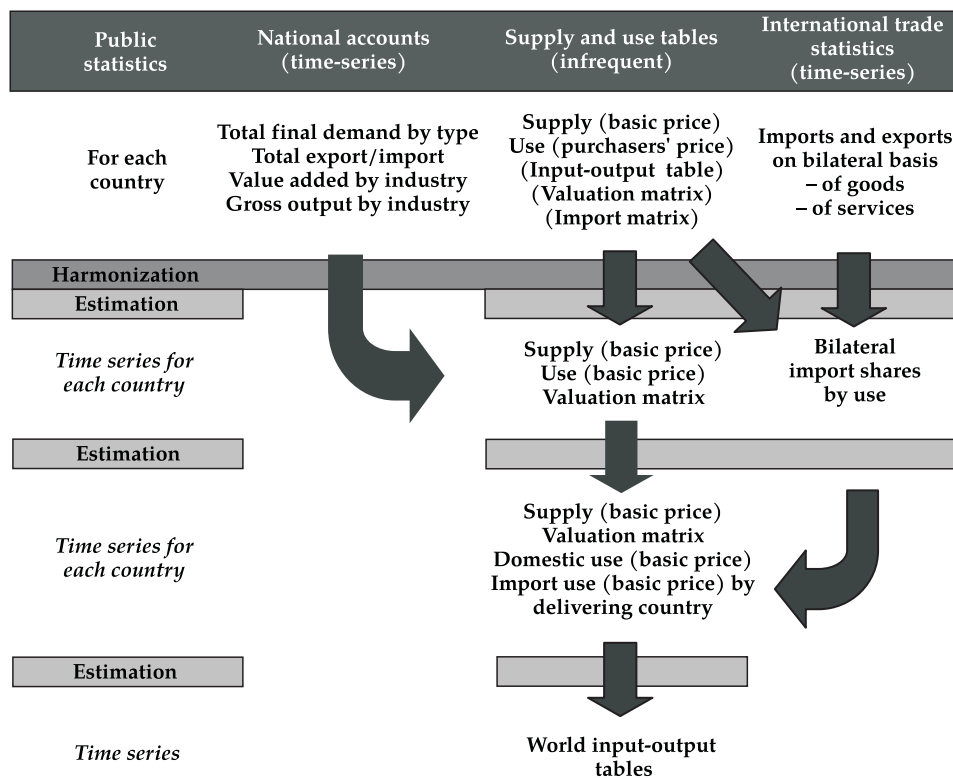 Public
statistics
National accounts
(time-series)
Supply and use tables
(infrequent)
International trade
statistics
(time-series)
For each
country
Total final demand by type
Total export/import
Value added by industry
Gross output by industry
Supply (basic price)
Use (purchasers' price)
(Input-output table)
(Valuation matrix)
(Import matrix)
Imports and exports
on bilateral basis
– of goods
– of services
Harmonization
Estimation
Time series for
each country
Supply (basic price)
Use (basic price)
Valuation matrix
Bilateral
import shares
by use
Estimation
Time series for
each country
Supply (basic price)
Valuation matrix
Domestic use (basic price)
Import use (basic price) by
delivering country
Estimation
Time series
World input-output
tables